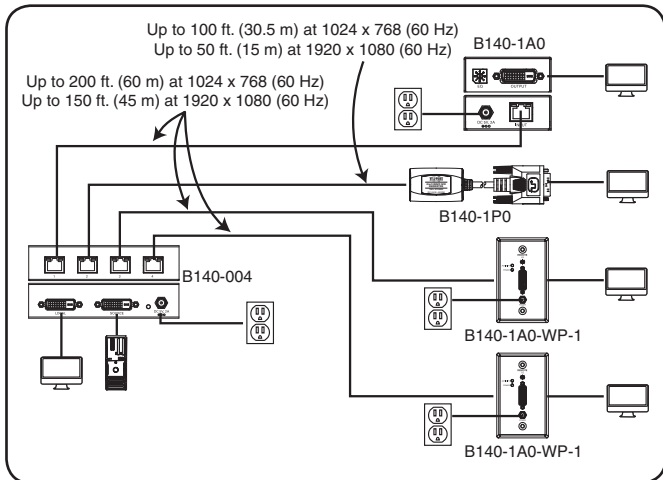 Up to 100 ft. (30.5 m) at 1024 x 768 (60 Hz)
Up to 50 ft. (15 m) at 1920 x 1080 (60 Hz)
B140-1A0
Up to 200 ft. (60 m) at 1024 x 768 (60 Hz)
Up to 150 ft. (45 m) at 1920 x 1080 (60 Hz)
EQ
OUTPUT
INPUT
B140-1P0
B140-004
B140-1A0-WP-1
B140-1A0-WP-1